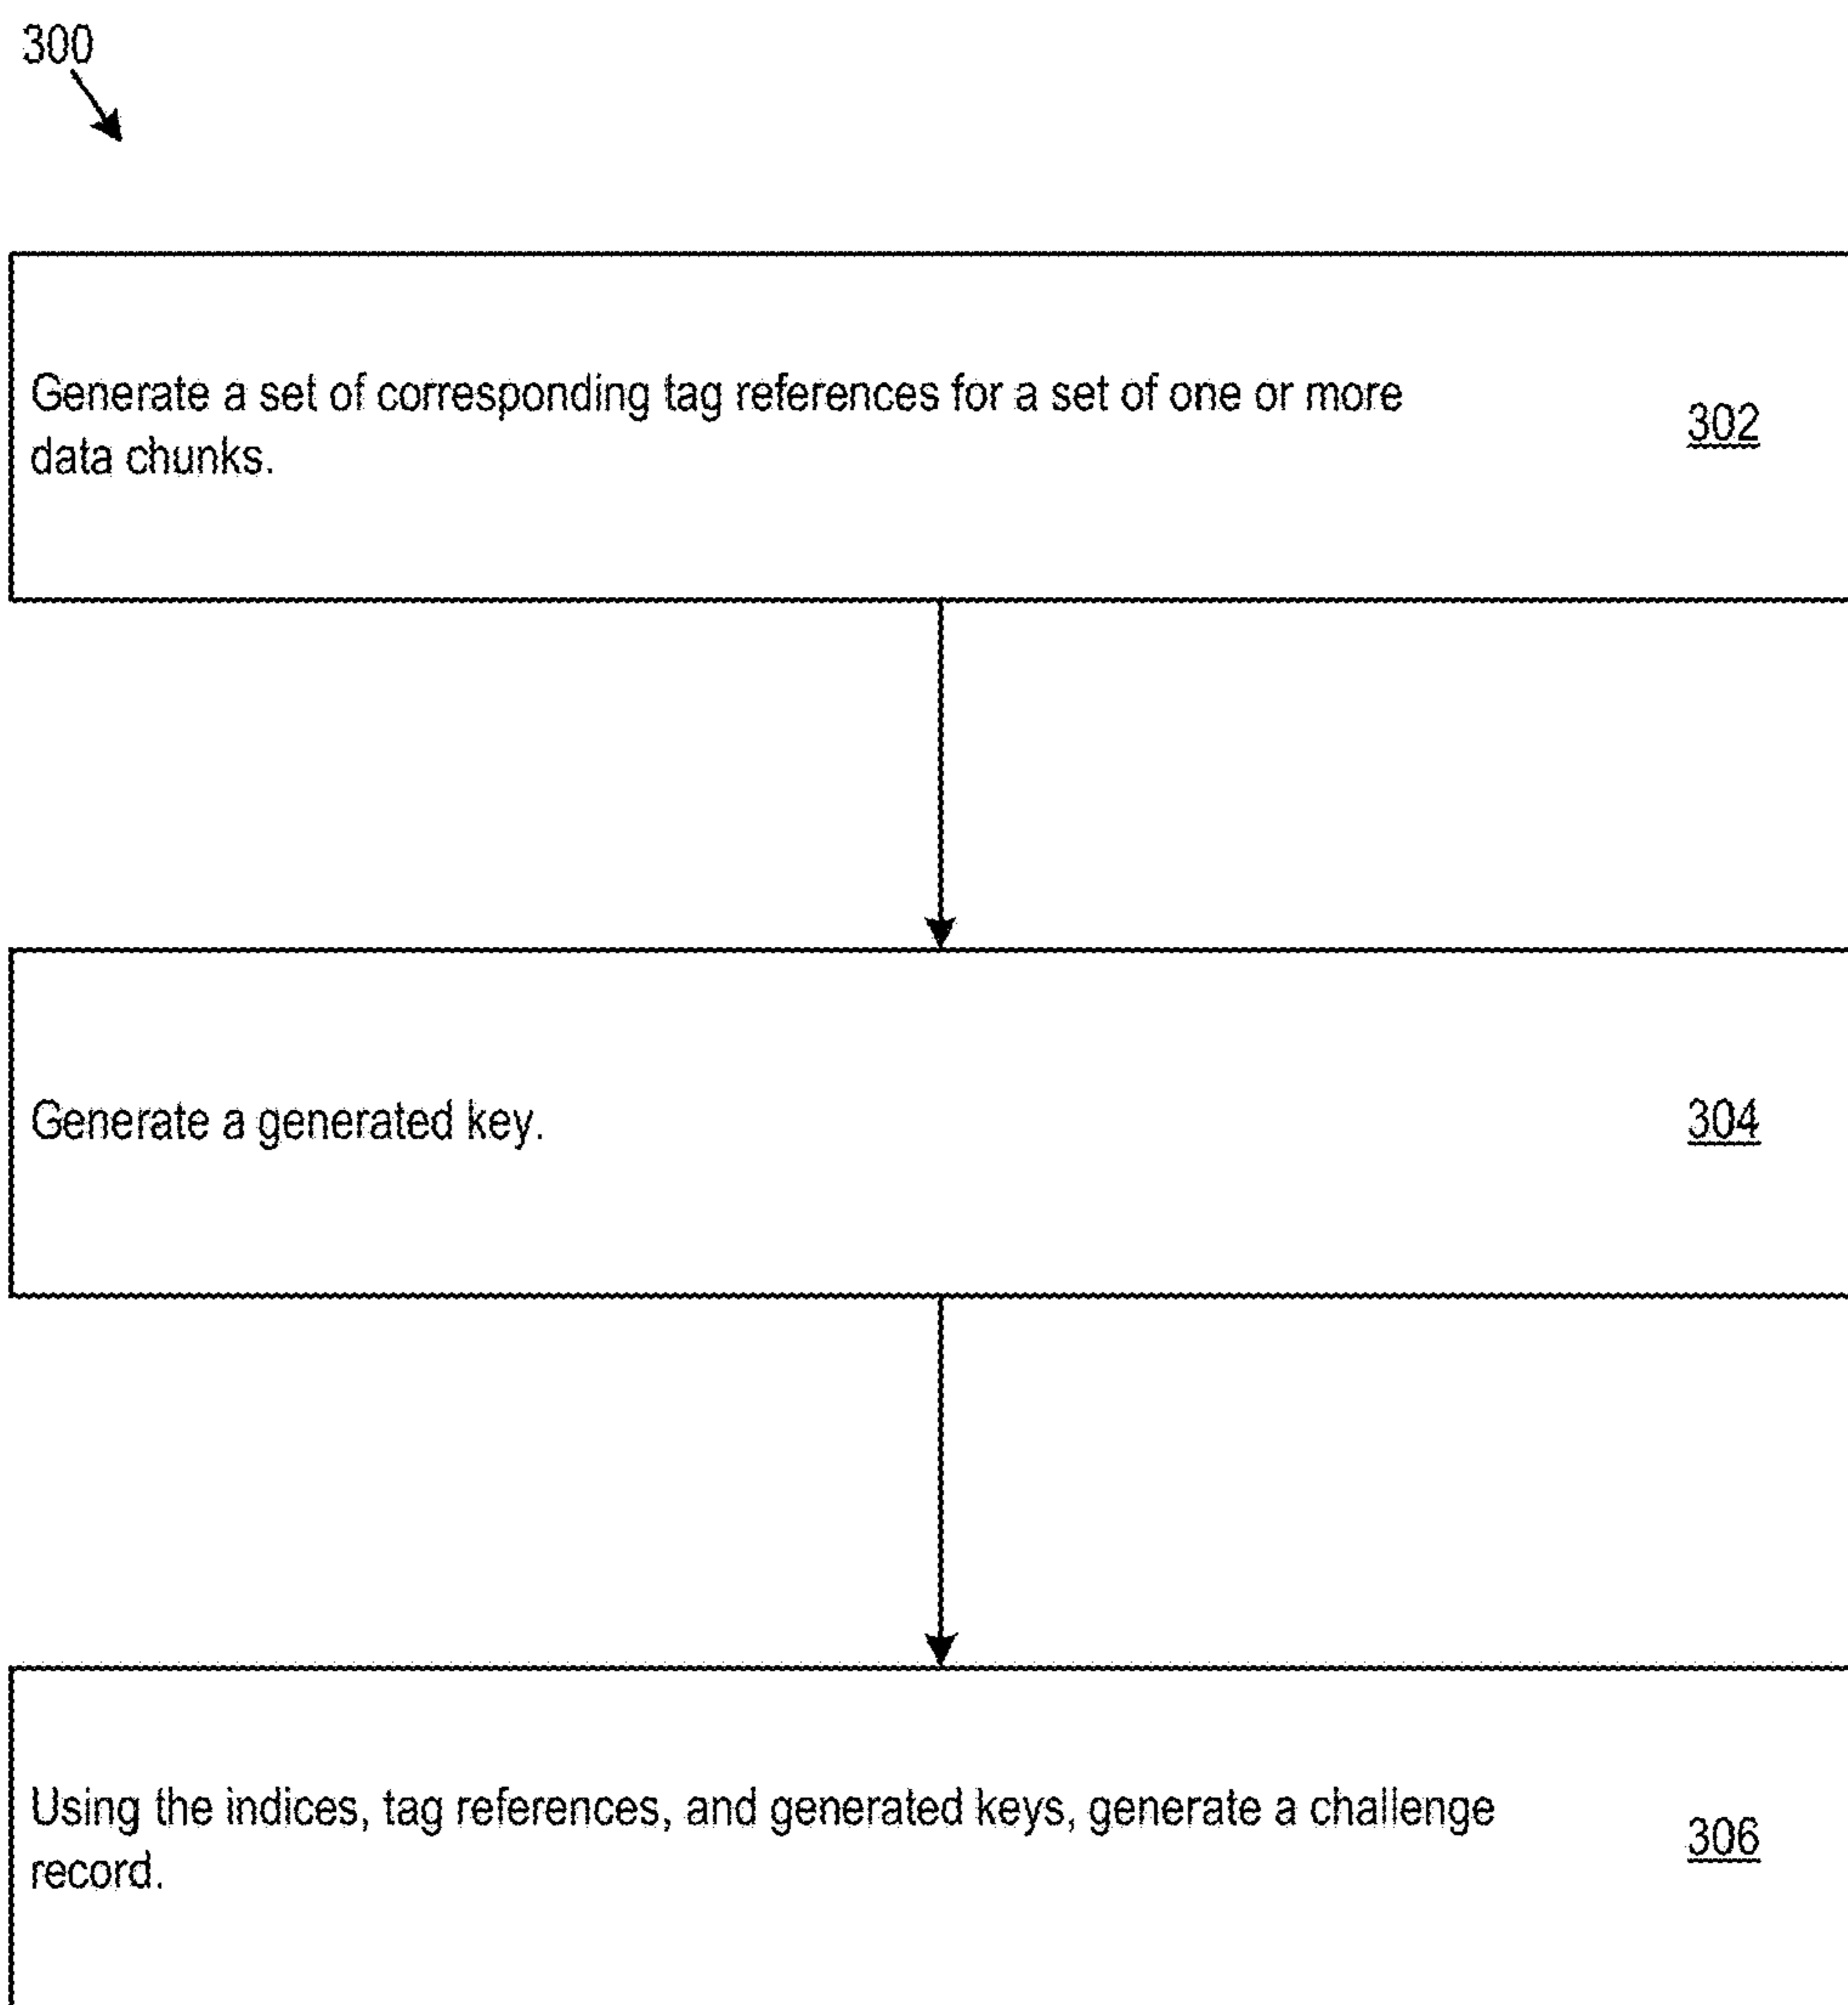 300
Generate a set of corresponding tag references for a set of one or more
data chunks.
302
Generate a generated key.
304
Using the indices, tag references, and generated keys, generate a challenge
record.
306